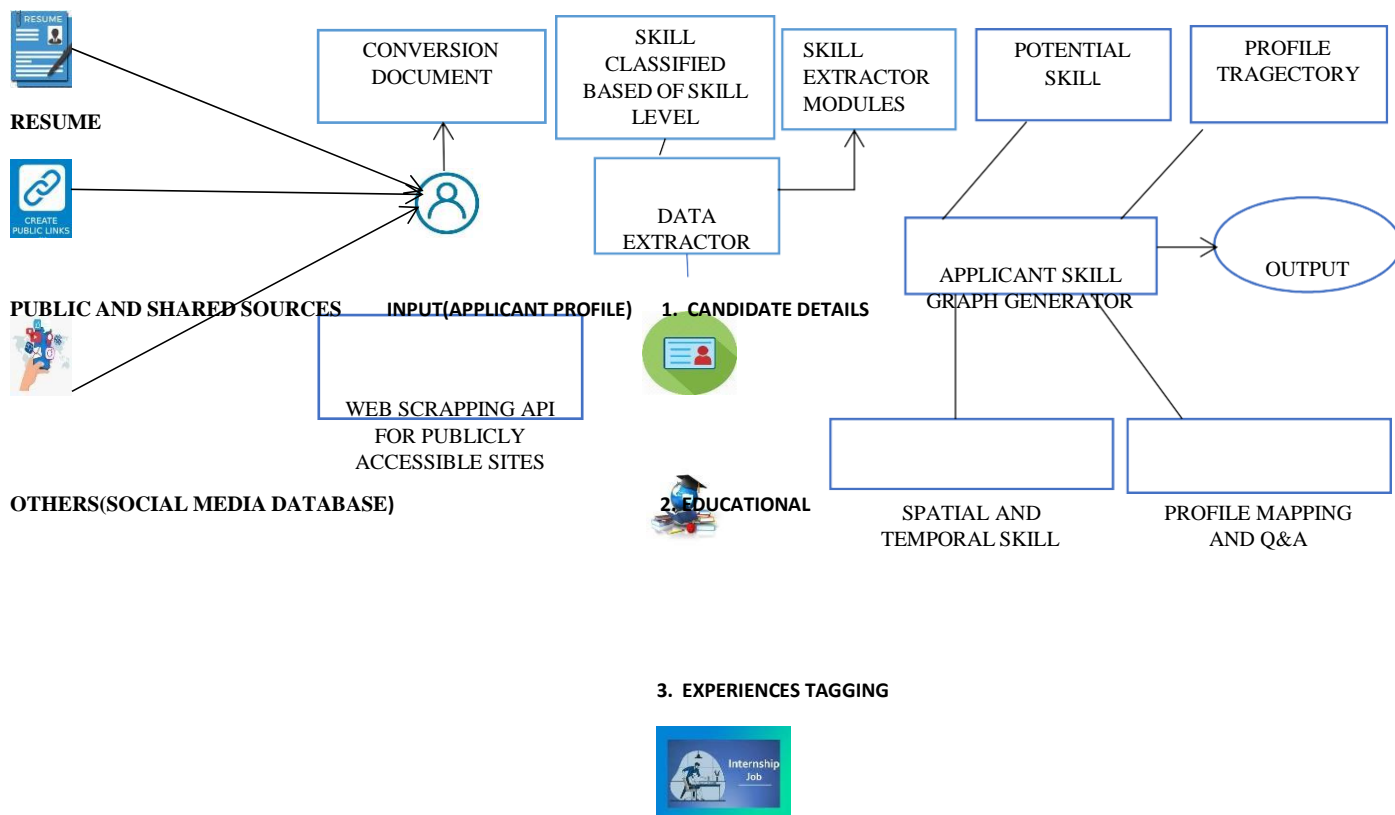 RESUME
RESUME
CREATE
PUBLIC LINKS
PUBLIC AND SHARED SOURCES
OTHERS(SOCIAL MEDIA DATABASE)
CONVERSION
DOCUMENT
INPUT(APPLICANT PROFILE)
WEB SCRAPPING API
FOR PUBLICLY
ACCESSIBLE SITES
SKILL
CLASSIFIED
BASED OF SKILL
LEVEL
SKILL
EXTRACTOR
MODULES
DATA
EXTRACTOR
1. CANDIDATE DETAILS
2. EDUCATIONAL
3. EXPERIENCES TAGGING
Internship
Job
POTENTIAL
SKILL
PROFILE
TRAGECTORY
APPLICANT SKILL
GRAPH GENERATOR
OUTPUT
SPATIAL AND
TEMPORAL SKILL
PROFILE MAPPING
AND Q&A